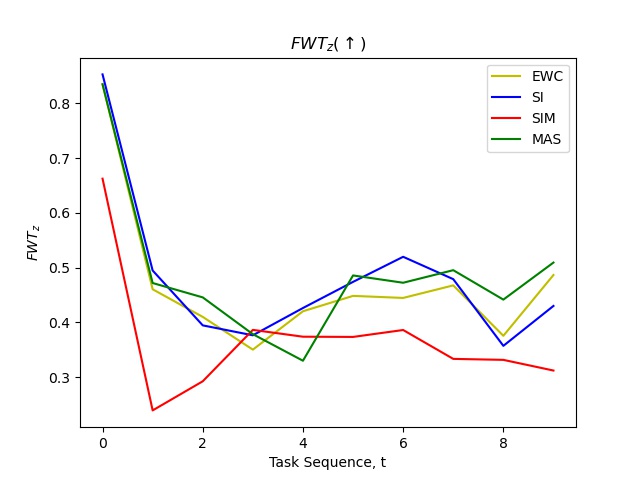 FWT_z(↑)
EWC
SI
SIM
MAS
FWT_z
0.8
0.7
0.6
0.5
0.4
0.3
0 2 4 6 8
Task Sequence, t